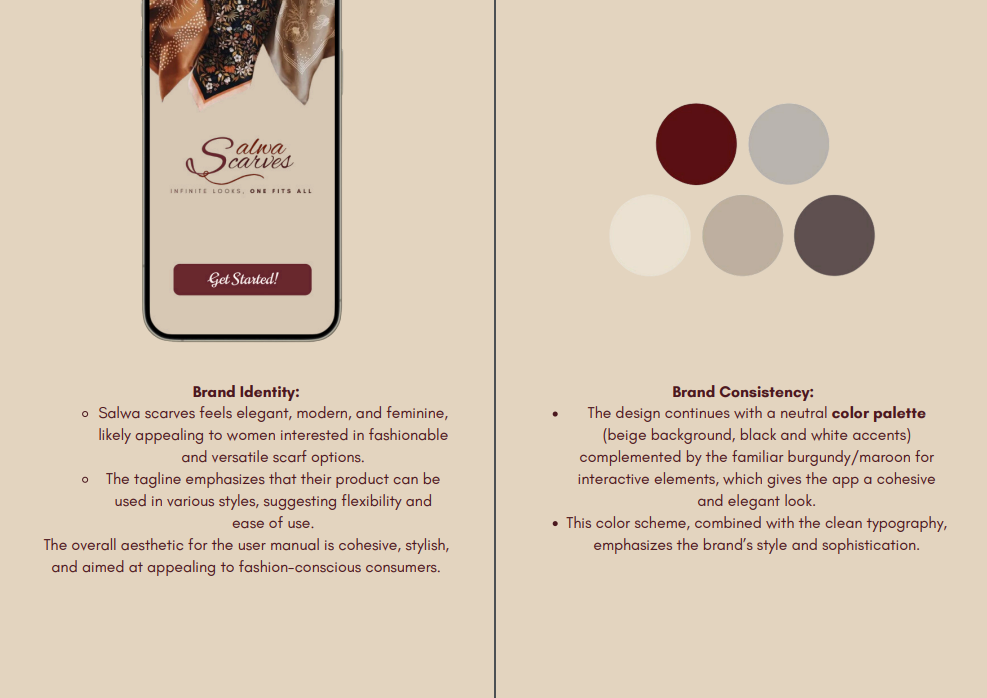 Salwa
Scarves
INFINITE LOOKS, ONE FITS ALL
Get Started!
Brand Identity:
Salwa scarves feels elegant, modern, and feminine,
likely appealing to women interested in fashionable
and versatile scarf options.
The tagline emphasizes that their product can be
used in various styles, suggesting flexibility and
ease of use.
The overall aesthetic for the user manual is cohesive, stylish,
and aimed at appealing to fashion-conscious consumers.
Brand Consistency:
The design continues with a neutral color palette
(beige background, black and white accents)
complemented by the familiar burgundy/maroon for
interactive elements, which gives the app a cohesive
and elegant look.
This color scheme, combined with the clean typography,
emphasizes the brand’s style and sophistication.